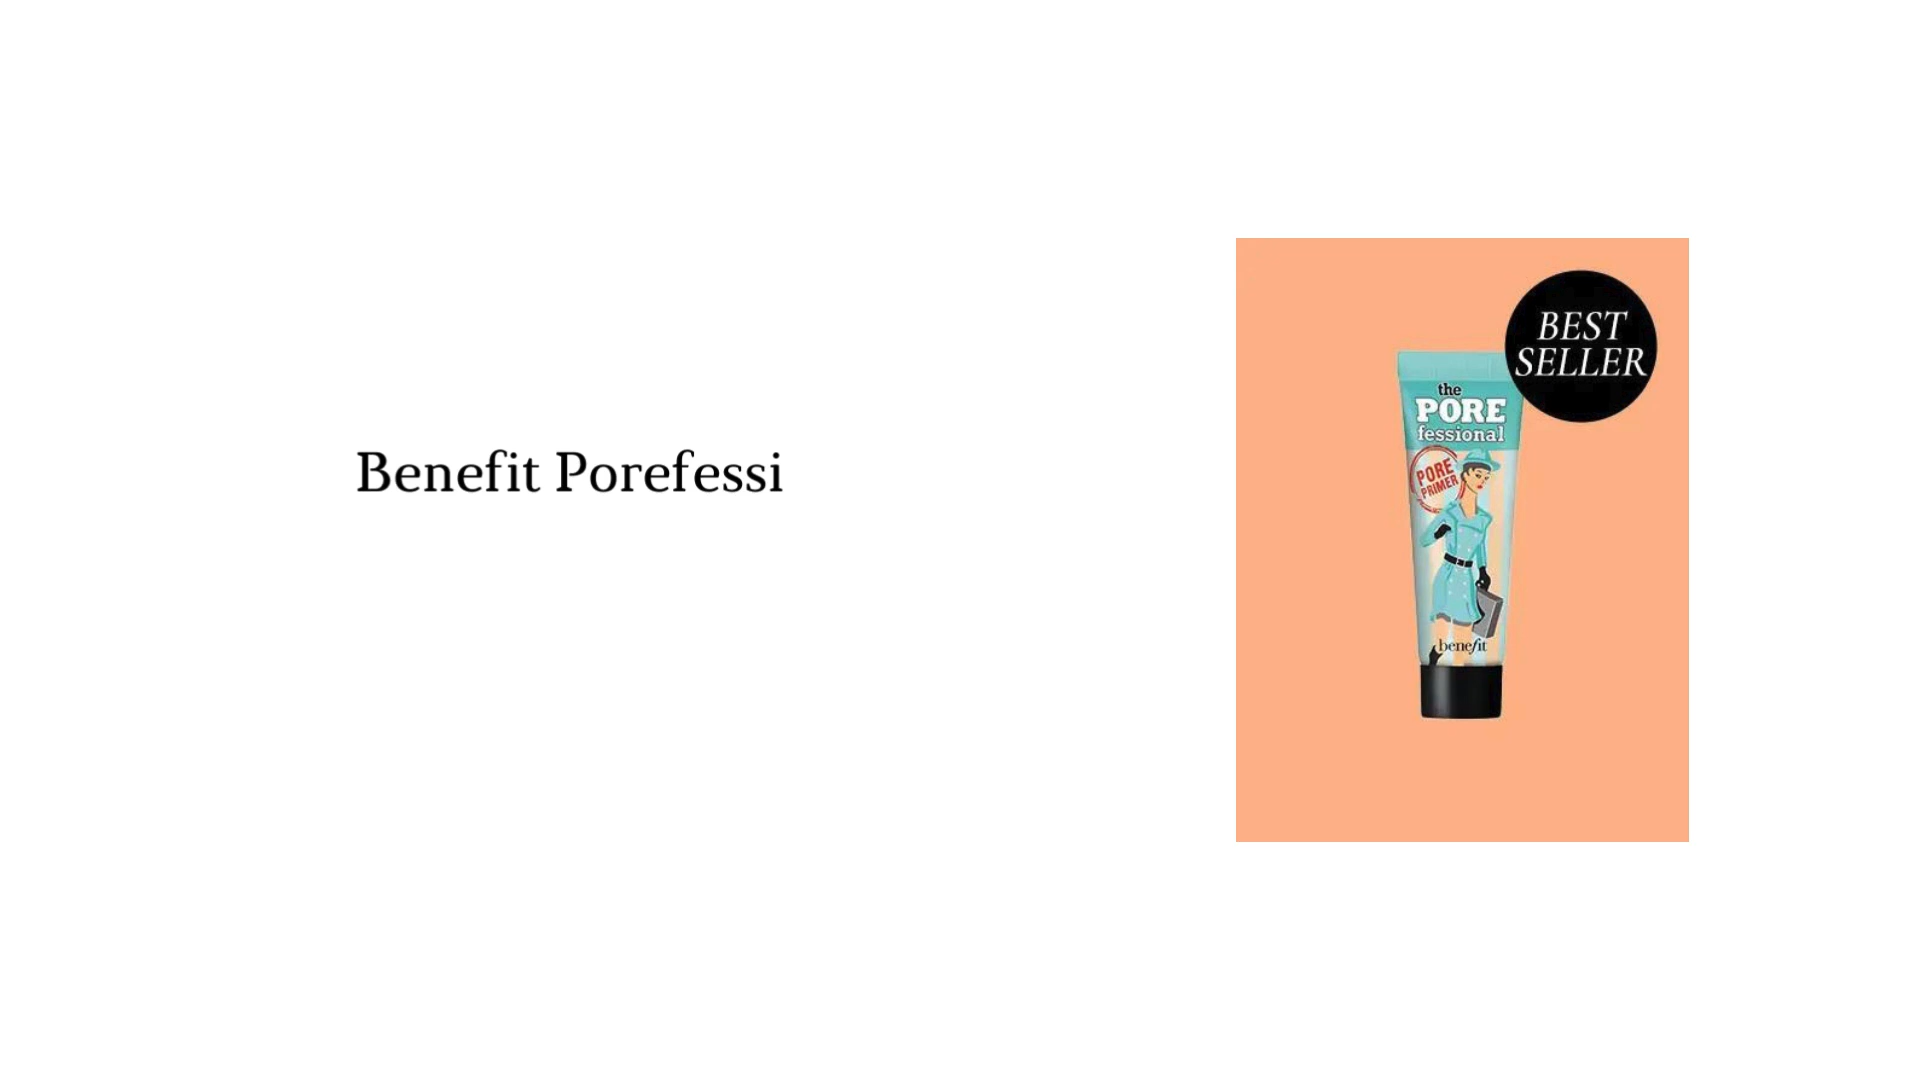 Benefit Porefessi
BEST
SELLER
the
PORE
fessional
PORE
PRIMER
benefit